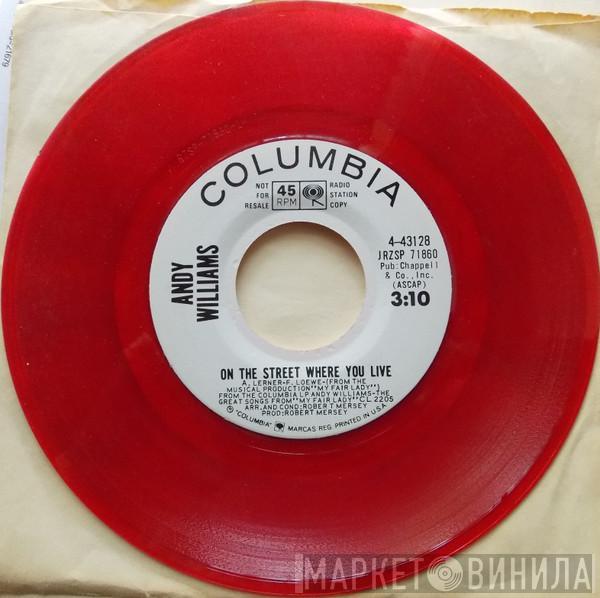 COLUMBIA
NOT FOR RESALE
45 RPM
RADIO STATION COPY
ANDY WILLIAMS
4-43128
JRZSP 71860
Pub: Chappell
& Co., Inc.
(ASCAP)
3:10
ON THE STREET WHERE YOU LIVE
A. LERNER-F. LOEWE-(FROM THE
MUSICAL PRODUCTION "MY FAIR LADY")
FROM THE COLUMBIA LP ANDY WILLIAMS-THE
GREAT SONGS FROM "MY FAIR LADY" CL 2205
ARR. AND COND: ROBERT MERSEY
PROD: ROBERT MERSEY
® "COLUMBIA" MARCAS REG. PRINTED IN U.S.A.
МАРКЕТ ВИНИЛА